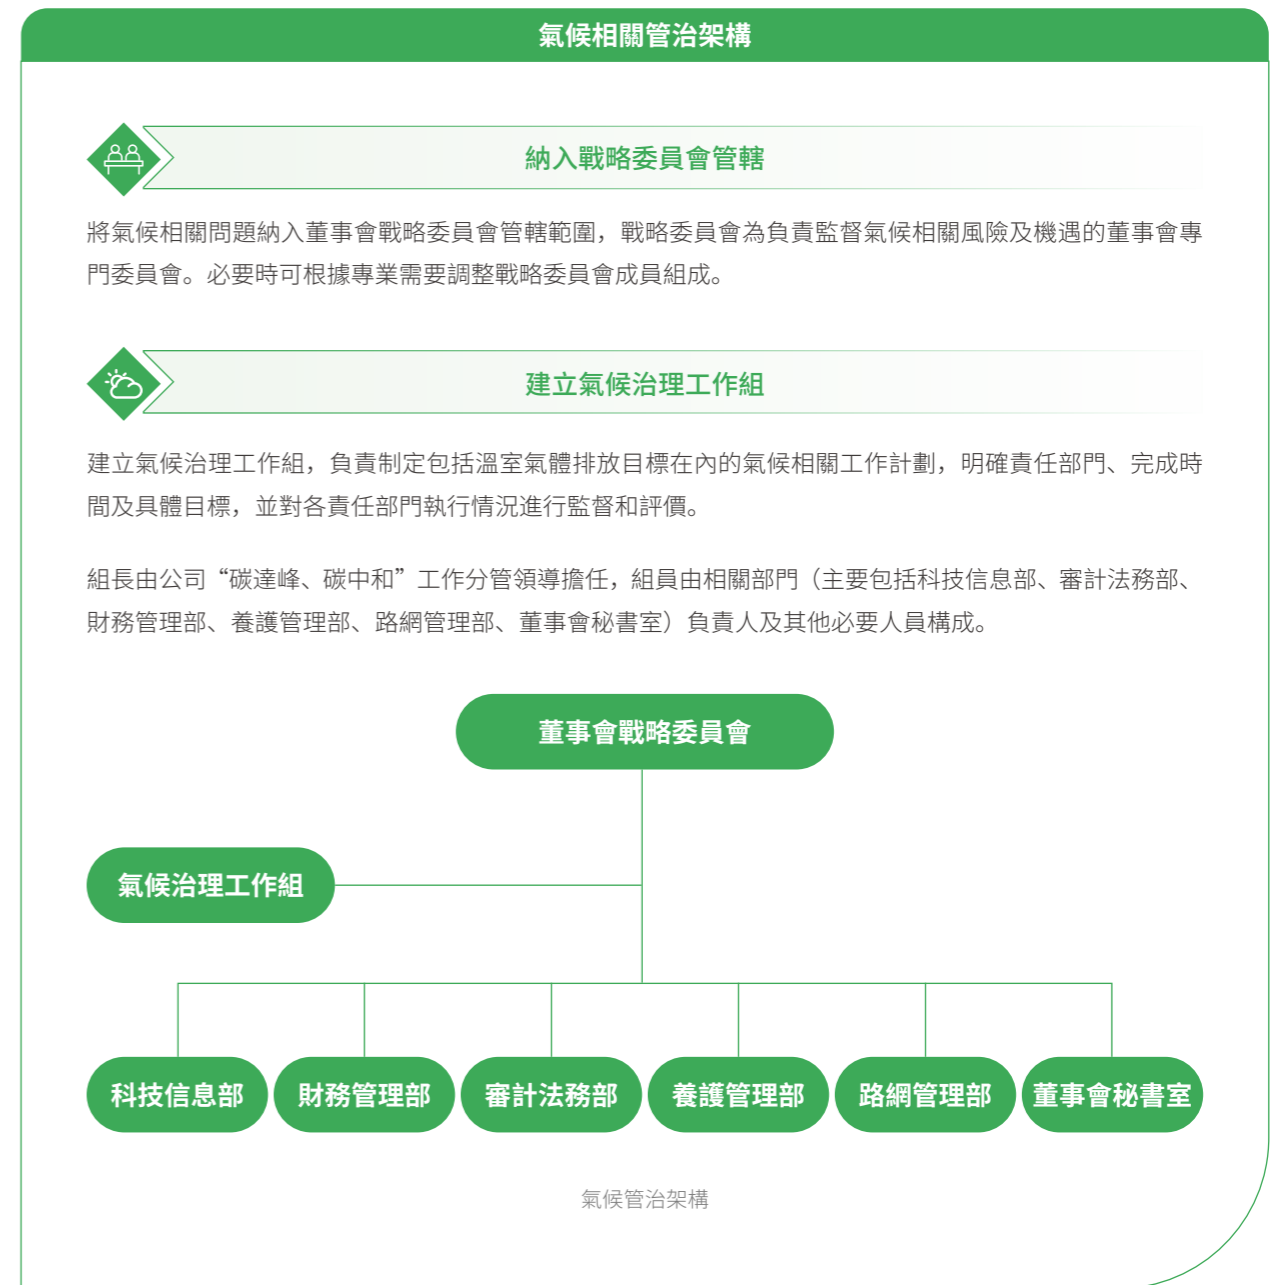 氣候相關管治架構
納入戰略委員會管轄
將氣候相關問題納入董事會戰略委員會管轄範圍，戰略委員會為負責監督氣候相關風險及機遇的董事會專
門委員會。必要時可根據專業需要調整戰略委員會成員組成。
建立氣候治理工作組
建立氣候治理工作組，負責制定包括溫室氣體排放目標在內的氣候相關工作計劃，明確責任部門、完成時
間及具體目標，並對各責任部門執行情況進行監督和評價。
組長由公司“碳達峰、碳中和”工作分管領導擔任，組員由相關部門（主要包括科技信息部、審計法務部、
財務管理部、養護管理部、路網管理部、董事會秘書室）負責人及其他必要人員構成。
董事會戰略委員會
氣候治理工作組
科技信息部
財務管理部
審計法務部
養護管理部
路網管理部
董事會秘書室
氣候管治架構